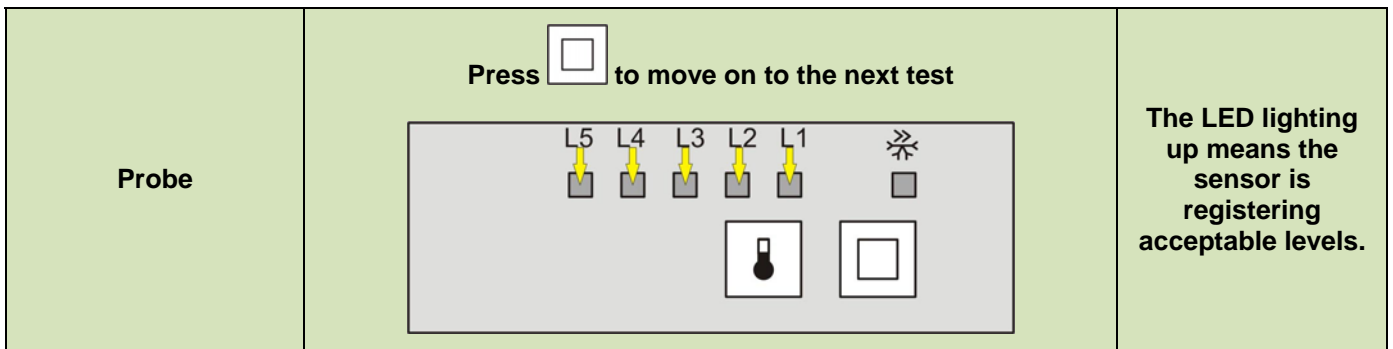 Probe
Press to move on to the next test
L5 L4 L3 L2 L1
The LED lighting
up means the
sensor is
registering
acceptable levels.